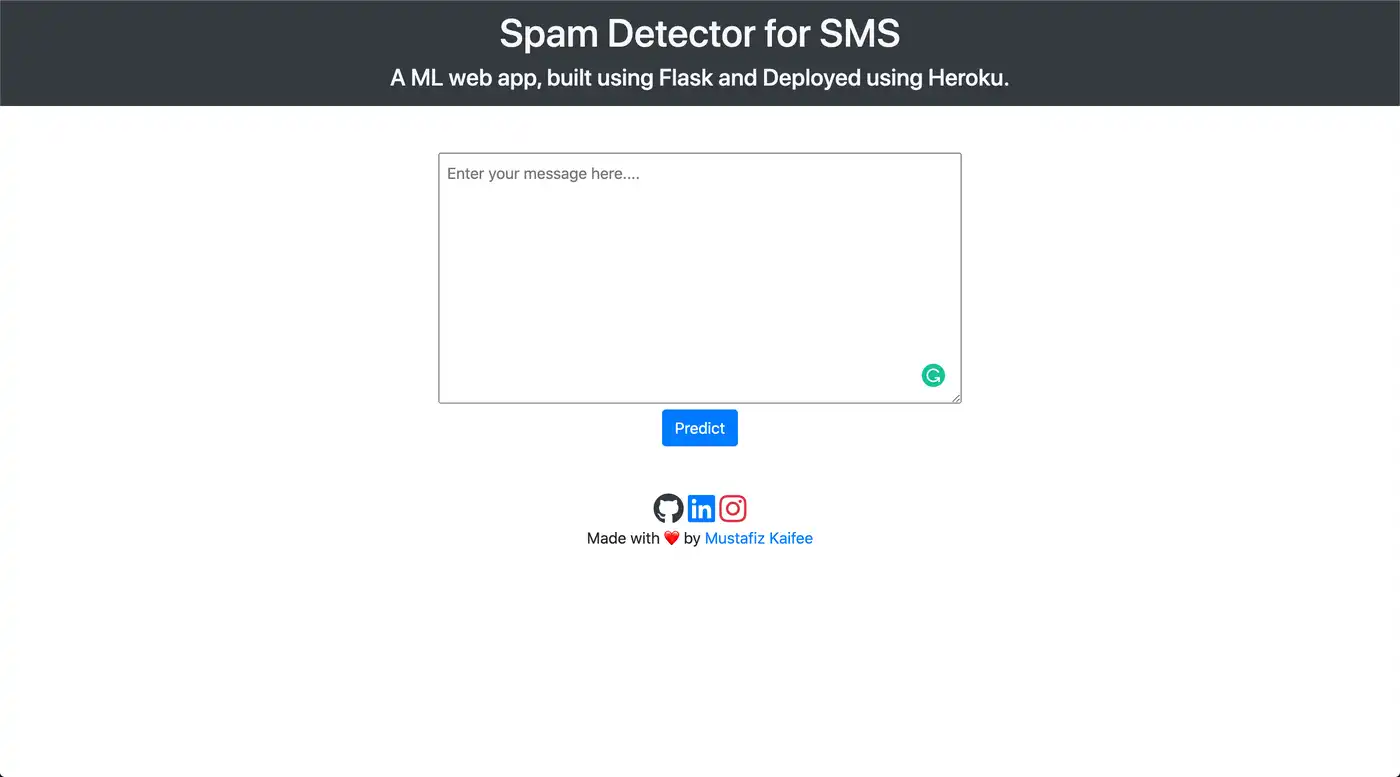 Spam Detector for SMS
A ML web app, built using Flask and Deployed using Heroku.
Enter your message here....
Predict
in
Made with ❤️ by Mustafiz Kaifee